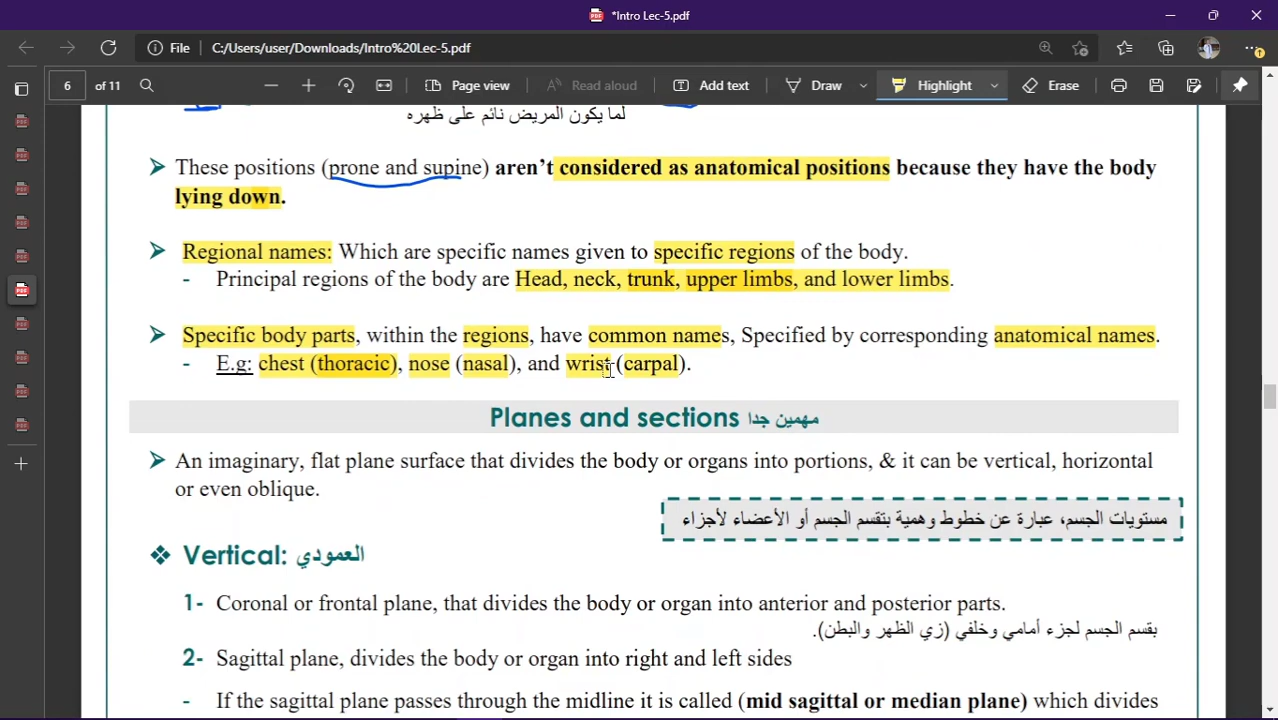 *Intro Lec-5.pdf
File C:/Users/user/Downloads/Intro%20Lec-5.pdf
6 of 11 Page view Read aloud Add text Draw Highlight Erase
لما يكون المريض نائم على ظهره
➢ These positions (prone and supine) aren't considered as anatomical positions because they have the body
lying down.
➢ Regional names: Which are specific names given to specific regions of the body.
- Principal regions of the body are Head, neck, trunk, upper limbs, and lower limbs.
➢ Specific body parts, within the regions, have common names, Specified by corresponding anatomical names.
- E.g: chest (thoracic), nose (nasal), and wrist (carpal).
Planes and sections مهمين جدا
➢ An imaginary, flat plane surface that divides the body or organs into portions, & it can be vertical, horizontal
or even oblique.
مستويات الجسم، عبارة عن خطوط وهمية بتقسم الجسم أو الأعضاء لأجزاء
❖ Vertical: العمودي
1- Coronal or frontal plane, that divides the body or organ into anterior and posterior parts.
بقسم الجسم لجزء أمامي وخلفي (زي الظهر والبطن).
2- Sagittal plane, divides the body or organ into right and left sides
- If the sagittal plane passes through the midline it is called (mid sagittal or median plane) which divides